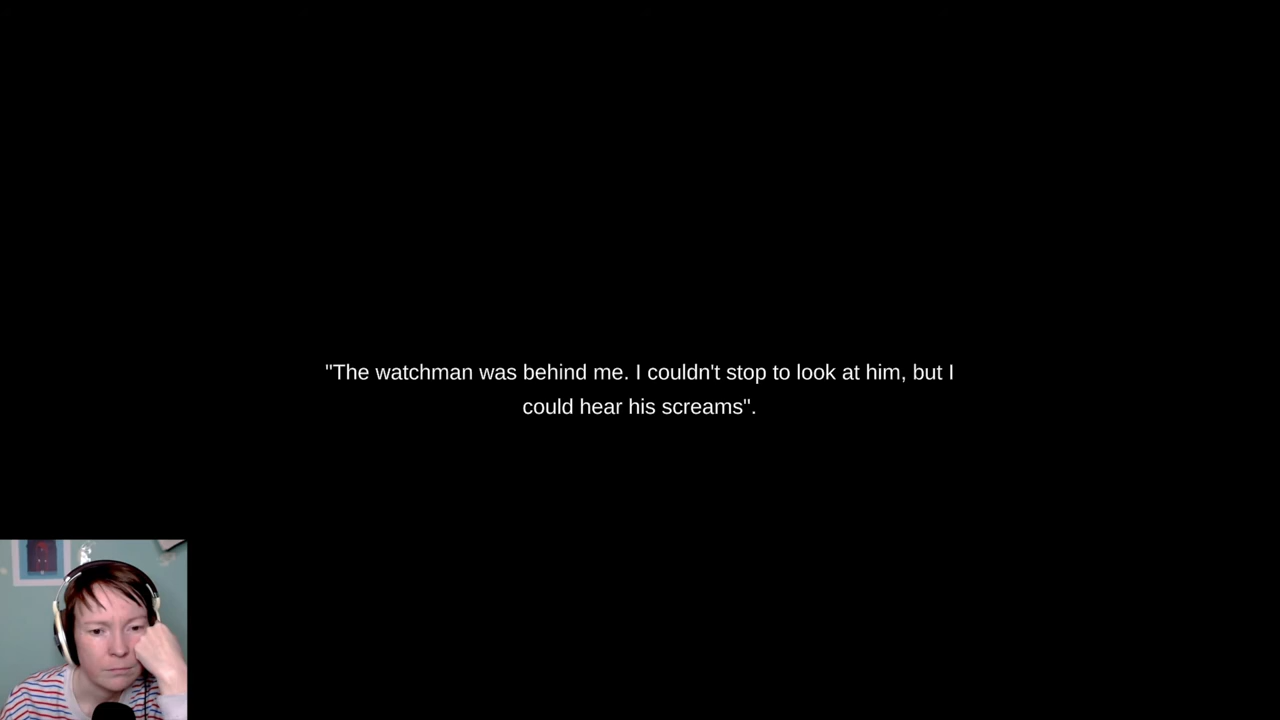 "The watchman was behind me. I couldn't stop to look at him, but I
could hear his screams".